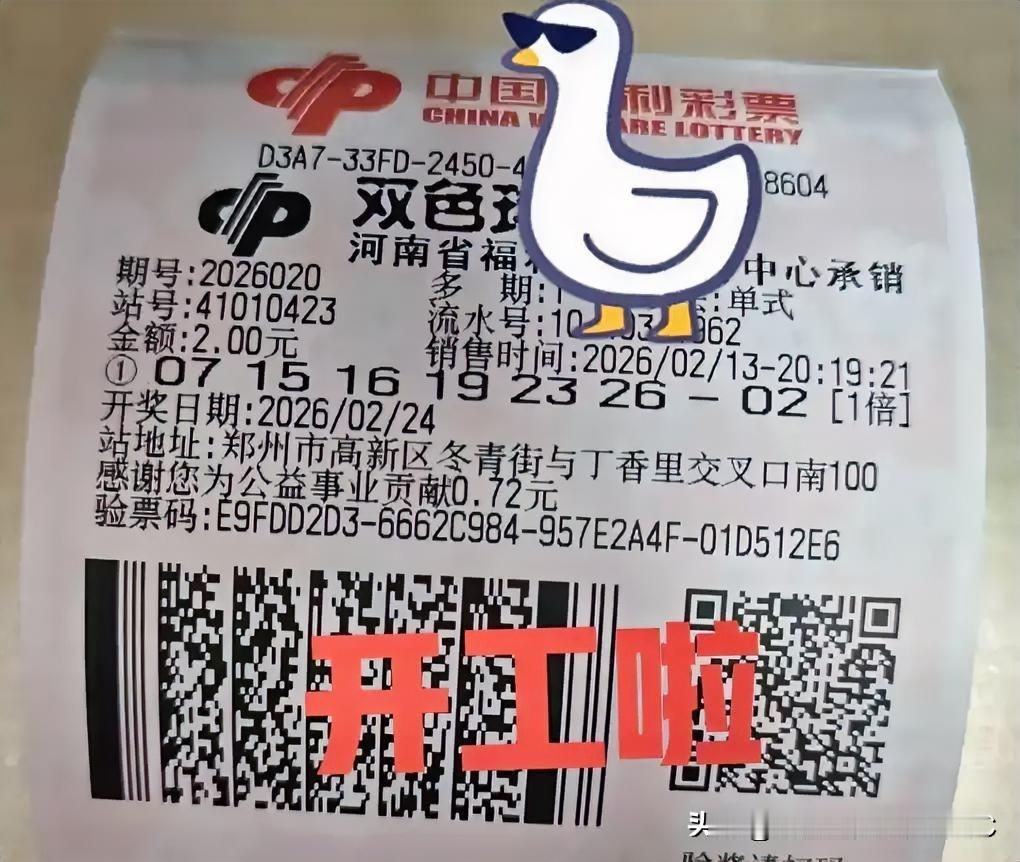 中国 利彩票
CHINA W ARE LOTTERY
D3A7-33FD-2450-4 8604
双色
河南省福 中心承销
期号:2026020 多 期:1 :单式
站号:41010423 流水号:10 03 962
金额:2.00元 销售时间:2026/02/13-20:19:21
① 07 15 16 19 23 26 - 02 [1倍]
开奖日期:2026/02/24
站地址:郑州市高新区冬青街与丁香里交叉口南100
感谢您为公益事业贡献0.72元
验票码:E9FDD2D3-6662C984-957E2A4F-01D512E6
开工啦
头